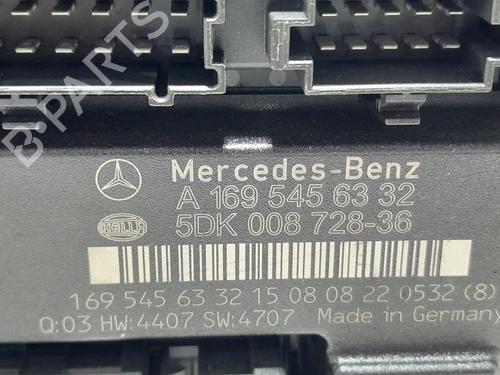 Mercedes-Benz
A 169 545 63 32
HELLA
5DK 008 728-36
169 545 63 32 15 08 08 22 0532 (8)
Q:03 HW:4407 SW:4707 Made in Germany
B-PARTS